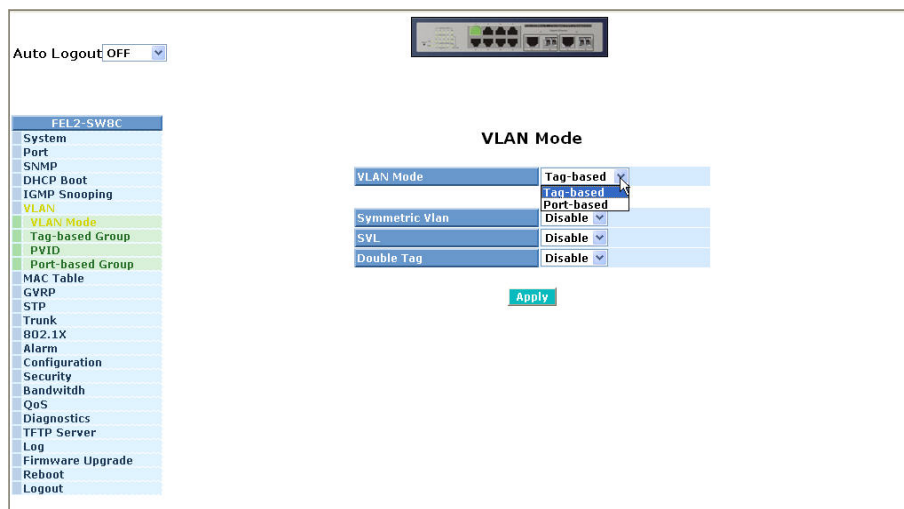 Auto Logout OFF
FEL2-SW8C
System
Port
SNMP
DHCP Boot
IGMP Snooping
VLAN
VLAN Mode
Tag-based Group
PVID
Port-based Group
MAC Table
GVRP
STP
Trunk
802.1X
Alarm
Configuration
Security
Bandwitdh
QoS
Diagnostics
TFTP Server
Log
Firmware Upgrade
Reboot
Logout
VLAN Mode
VLAN Mode Tag-based
Tag-based
Port-based
Symmetric Vlan Disable
SVL Disable
Double Tag Disable
Apply